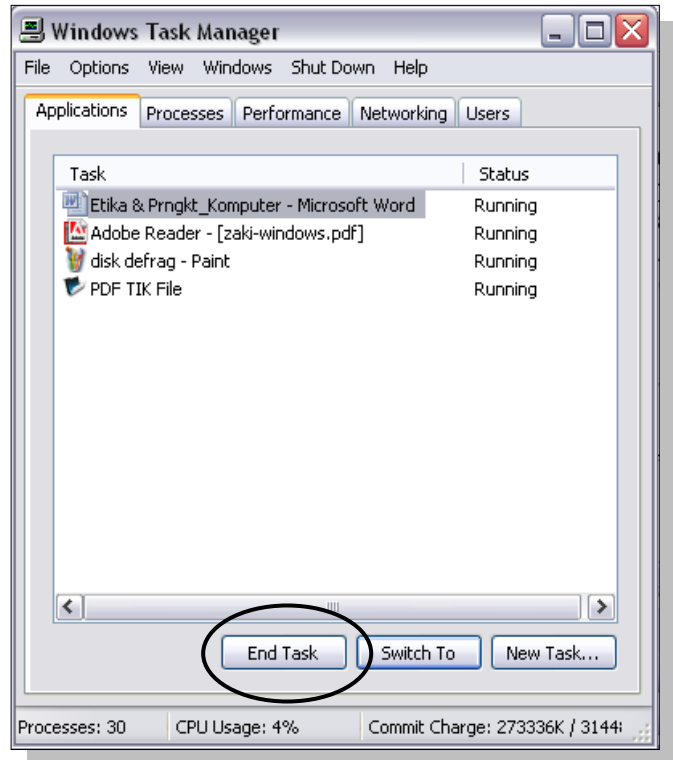 Windows Task Manager
File Options View Windows Shut Down Help
Applications Processes Performance Networking Users
Task Status
Etika & Prngkt_Komputer - Microsoft Word Running
Adobe Reader - [zaki-windows.pdf] Running
disk defrag - Paint Running
PDF TIK File Running
End Task Switch To New Task...
Processes: 30 CPU Usage: 4% Commit Charge: 273336K / 3144